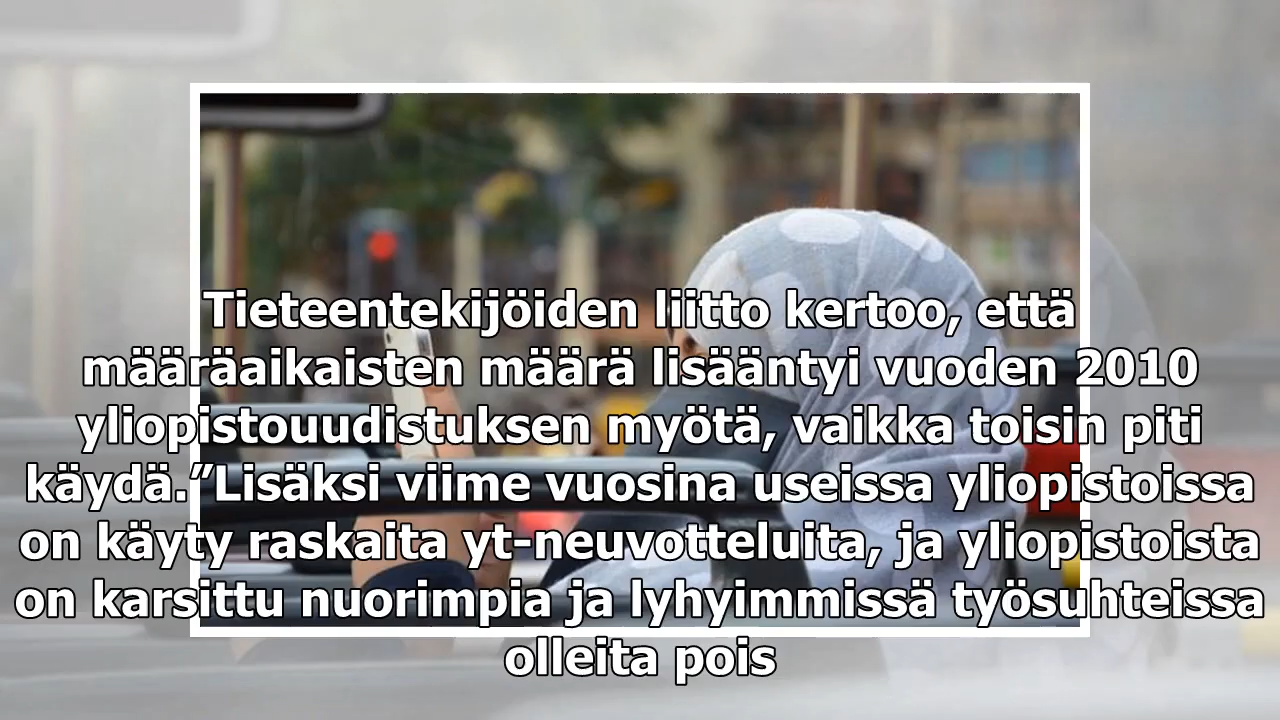 Tieteentekijöiden liitto kertoo, että
määräaikaisten määrä lisääntyi vuoden 2010
yliopistouudistuksen myötä, vaikka toisin piti
käydä.”Lisäksi viime vuosina useissa yliopistoissa
on käyty raskaita yt-neuvotteluita, ja yliopistoista
on karsittu nuorimpia ja lyhyimmissä työsuhteissa
olleita pois